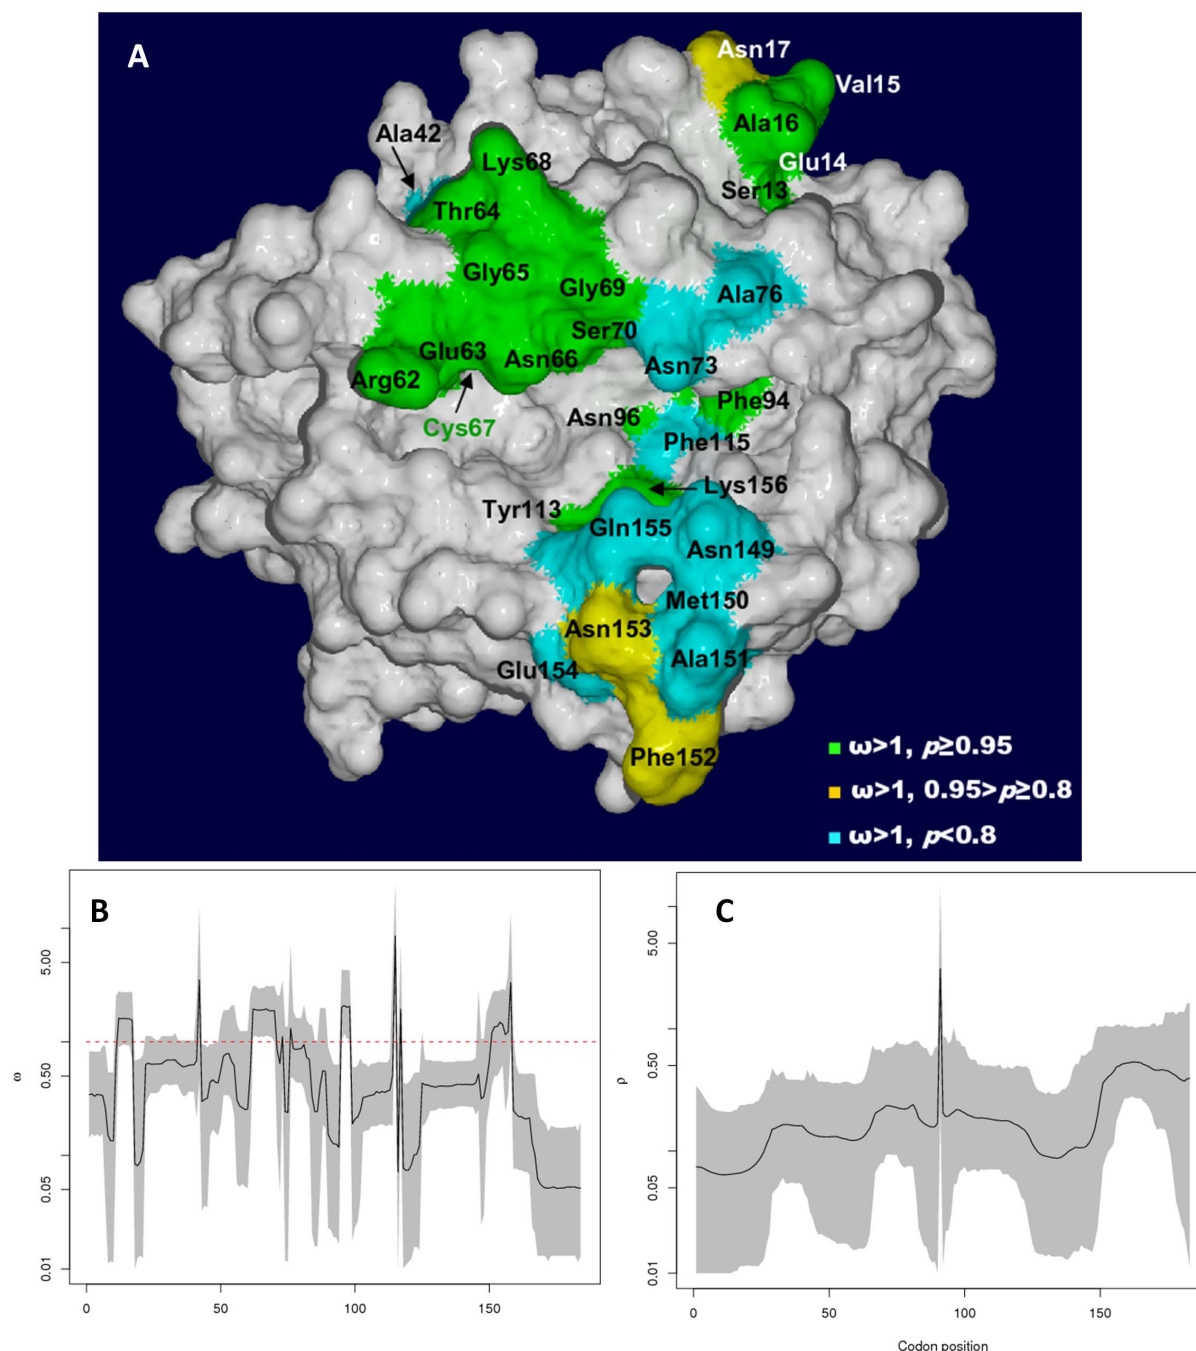 A
Asn17
Val15
Ala42
Ala16
Lys68
Glu14
Ser13
Thr64
Gly65
Gly69
Ala76
Ser70
Glu63
Asn66
Asn73
Arg62
Cys67
Asn96
Phe94
Phe115
Tyr113
Lys156
Gln155
Asn149
Met150
Asn153
Glu154
Ala151
Phe152
ω>1, p≥0.95
ω>1, 0.95>p≥0.8
ω>1, p<0.8
B
ω
5.00
0.50
0.05
0.01
0
50
100
150
C
ρ
5.00
0.50
0.05
0.01
0
50
100
150
Codon position